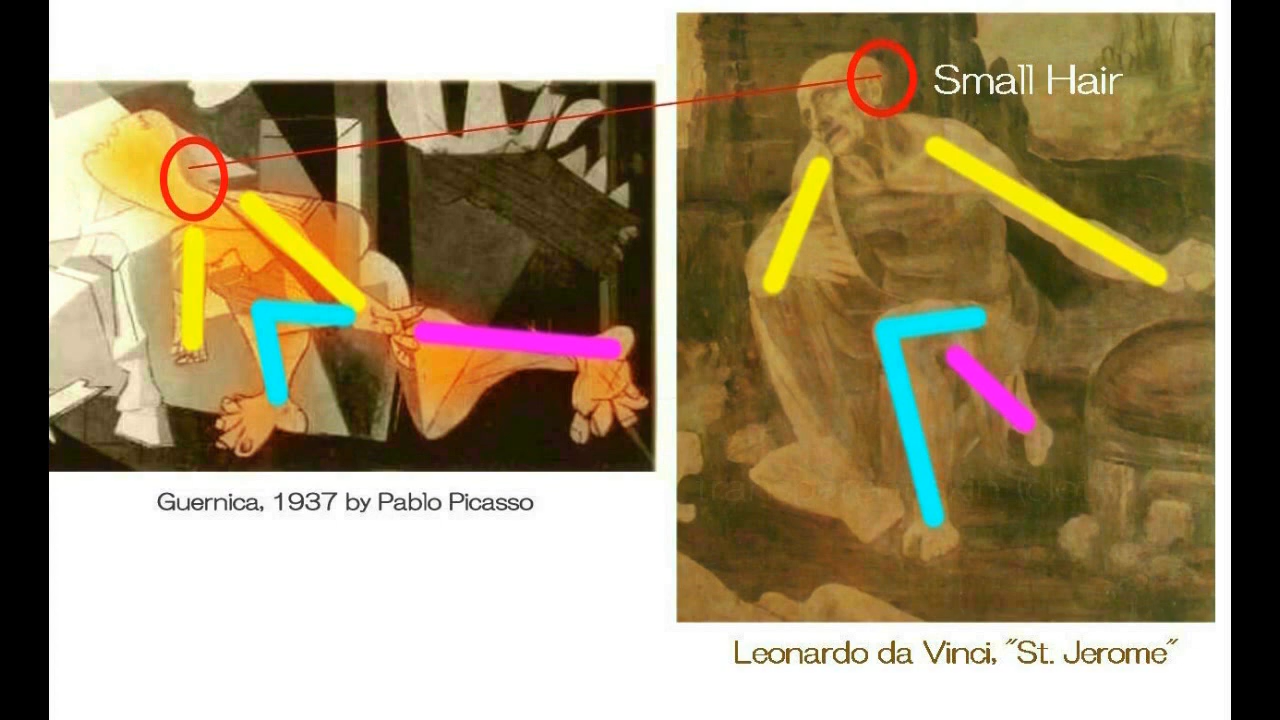 Small Hair
Guernica, 1937 by Pablo Picasso
Leonardo da Vinci, "St. Jerome"